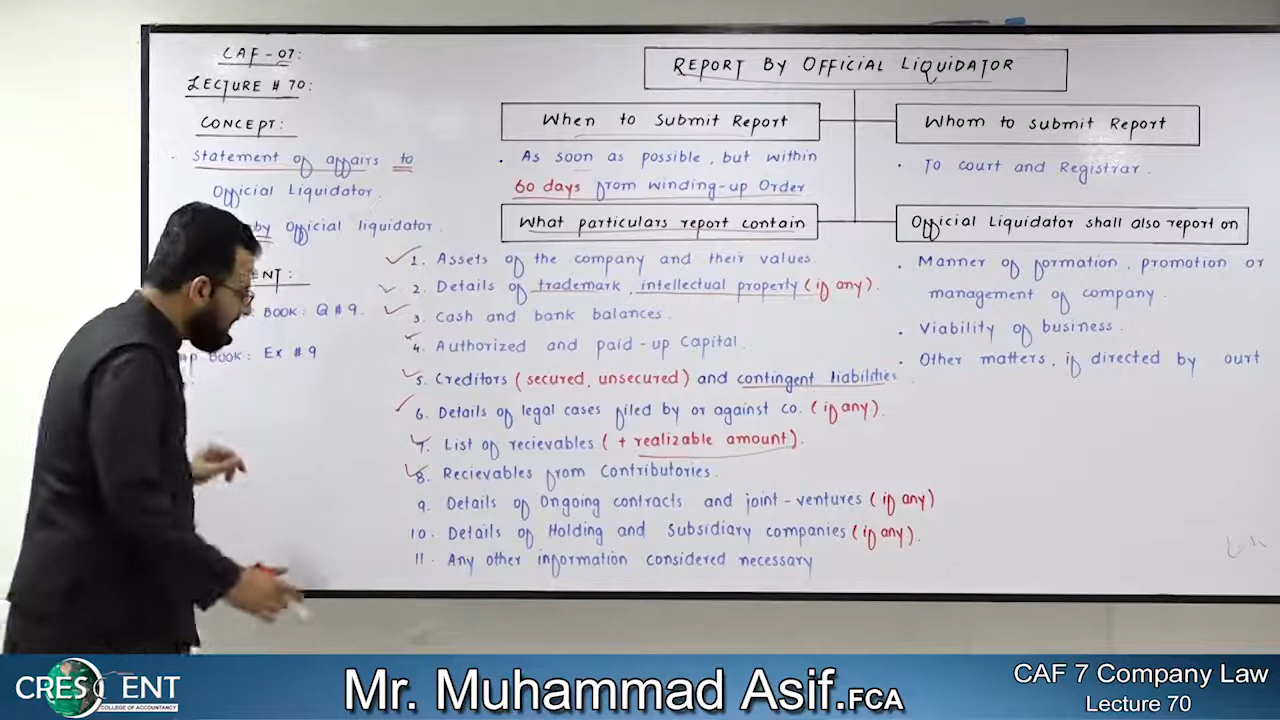 CAF - 07:
LECTURE # 70:
CONCEPT:
. Statement of affairs to
Official Liquidator.
by Official liquidator.
ENT:
BOOK: Q # 9.
BOOK: Ex # 9
REPORT BY OFFICIAL LIQUIDATOR
When to Submit Report
. As soon as possible, but within
60 days from winding-up Order
Whom to submit Report
. To court and Registrar.
What particulars report contain
1. Assets of the company and their values.
2. Details of trademark, intellectual property (if any).
3. Cash and bank balances.
4. Authorized and paid-up Capital.
5. Creditors (secured, unsecured) and contingent liabilities.
6. Details of legal cases filed by or against co. (if any).
7. List of recievables (+ realizable amount).
8. Recievables from Contributories.
9. Details of Ongoing contracts and joint-ventures (if any)
10. Details of Holding and Subsidiary companies (if any).
11. Any other information considered necessary
Official Liquidator shall also report on
. Manner of formation, promotion or
management of company.
. Viability of business.
. Other matters, if directed by ourt
CRESCENT
COLLEGE OF ACCOUNTANCY
Mr. Muhammad Asif.FCA
CAF 7 Company Law
Lecture 70